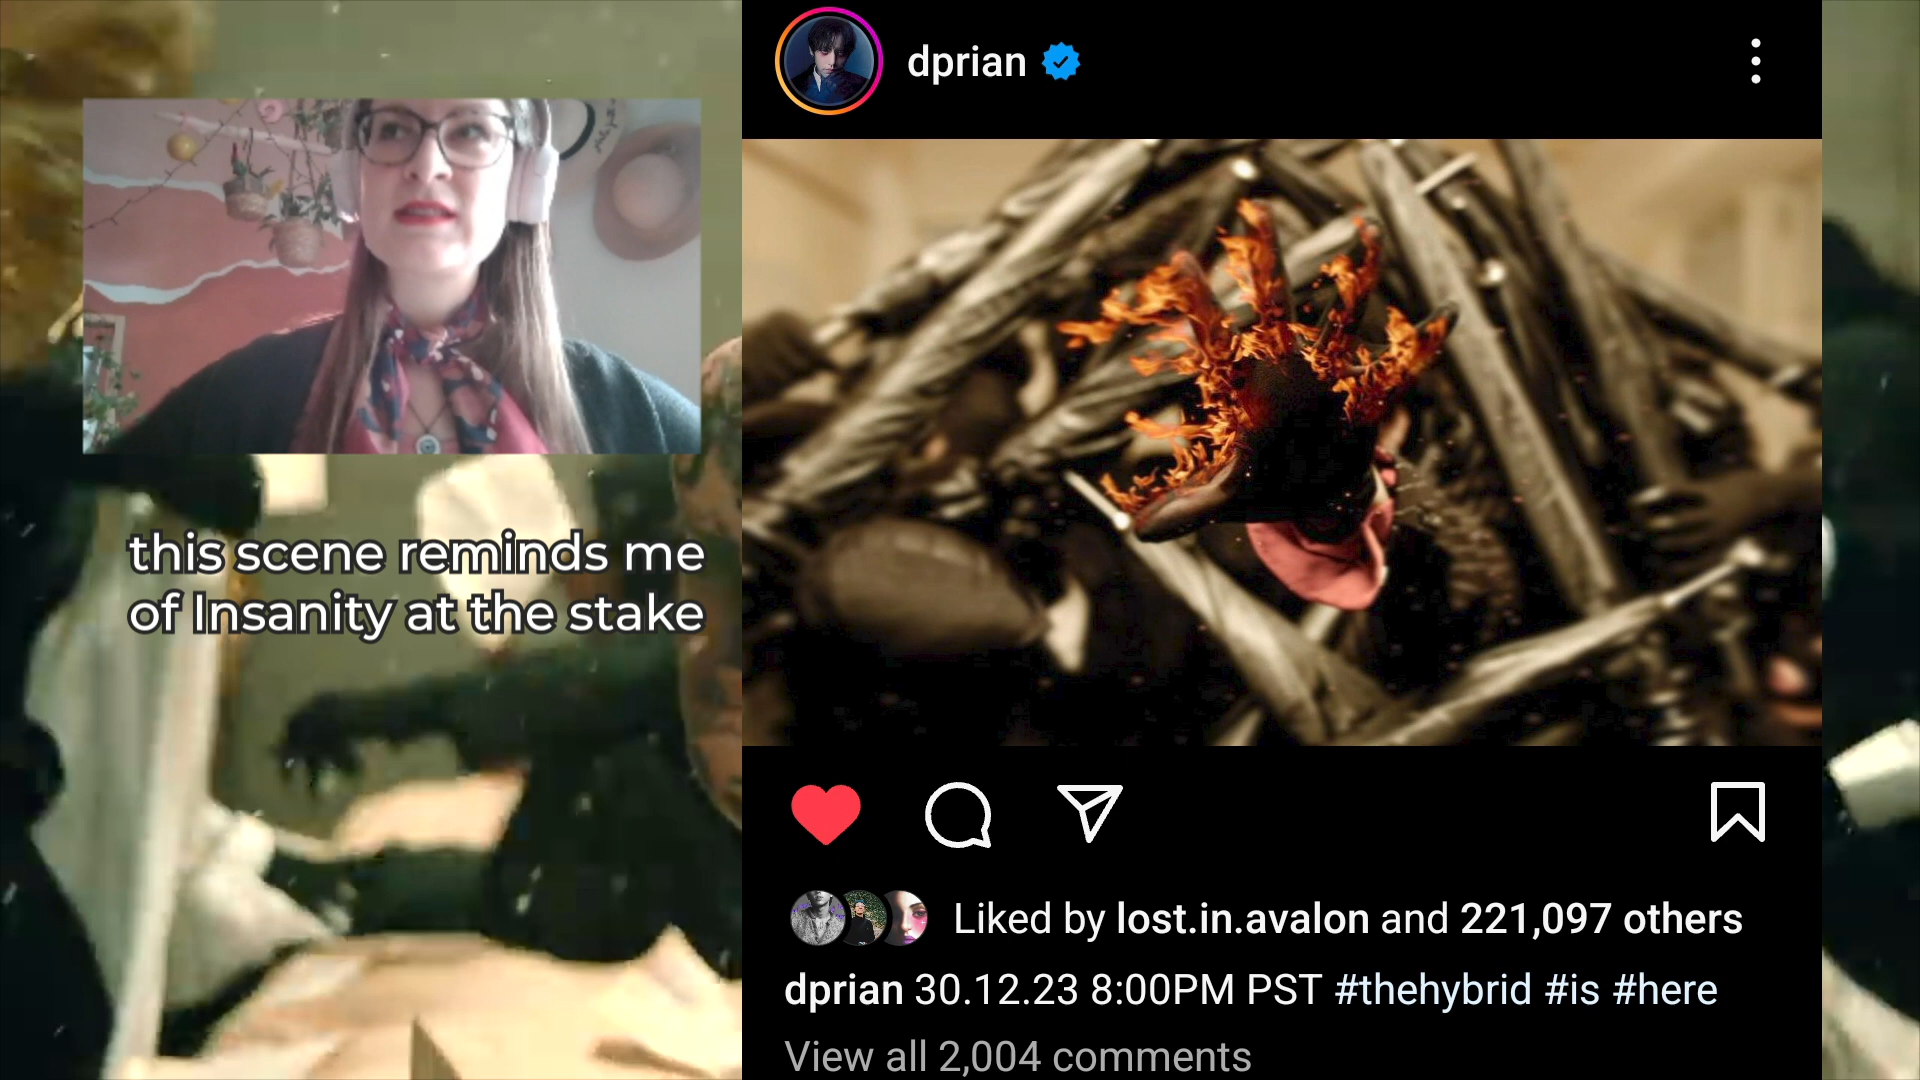 this scene reminds me
of Insanity at the stake
dprian
Liked by lost.in.avalon and 221,097 others
dprian 30.12.23 8:00PM PST #thehybrid #is #here
View all 2,004 comments